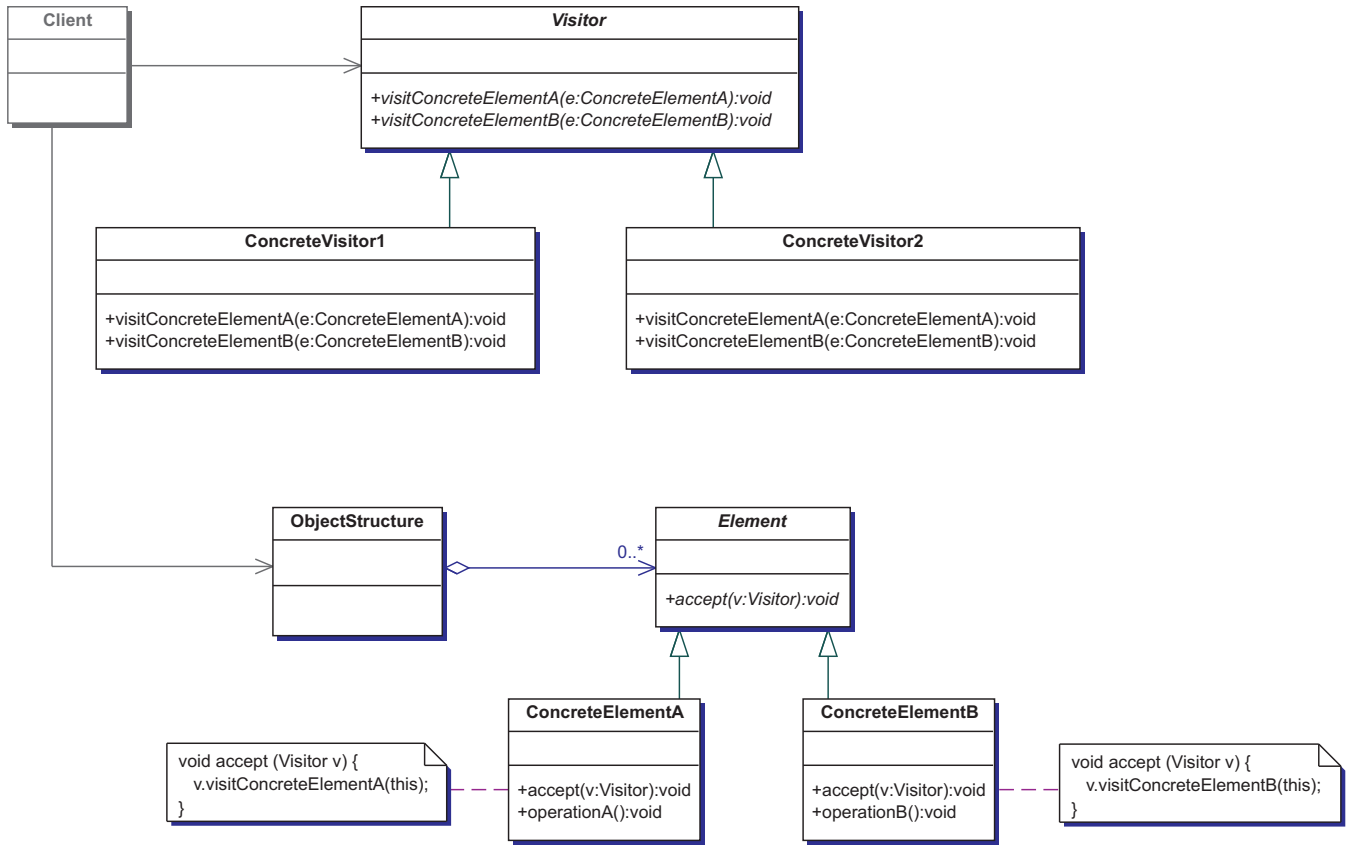 Client
Visitor
+visitConcreteElementA(e:ConcreteElementA):void
+visitConcreteElementB(e:ConcreteElementB):void
ConcreteVisitor1
+visitConcreteElementA(e:ConcreteElementA):void
+visitConcreteElementB(e:ConcreteElementB):void
ConcreteVisitor2
+visitConcreteElementA(e:ConcreteElementA):void
+visitConcreteElementB(e:ConcreteElementB):void
ObjectStructure
0..*
Element
+accept(v:Visitor):void
ConcreteElementA
+accept(v:Visitor):void
+operationA():void
ConcreteElementB
+accept(v:Visitor):void
+operationB():void
void accept (Visitor v) {
v.visitConcreteElementA(this);
}
void accept (Visitor v) {
v.visitConcreteElementB(this);
}